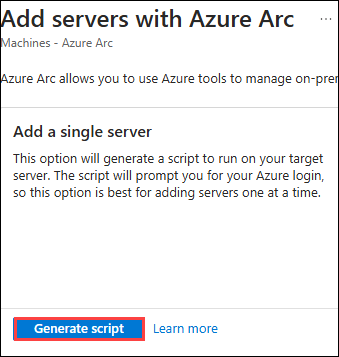 Add servers with Azure Arc ...
Machines - Azure Arc
Azure Arc allows you to use Azure tools to manage on-prem
Add a single server
This option will generate a script to run on your target
server. The script will prompt you for your Azure login,
so this option is best for adding servers one at a time.
Generate script Learn more